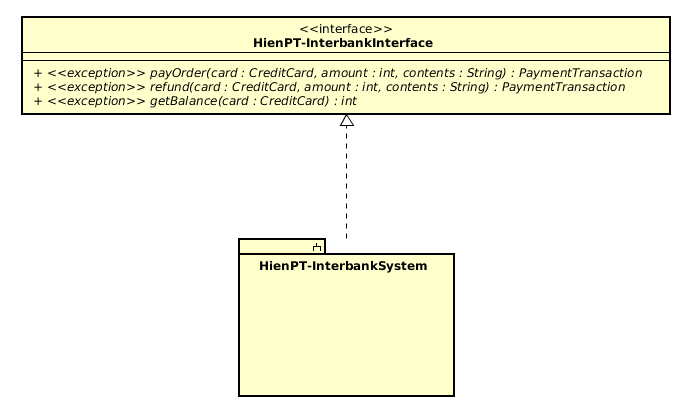 <<interface>>
HienPT-InterbankInterface
+ <<exception>> payOrder(card : CreditCard, amount : int, contents : String) : PaymentTransaction
+ <<exception>> refund(card : CreditCard, amount : int, contents : String) : PaymentTransaction
+ <<exception>> getBalance(card : CreditCard) : int
HienPT-InterbankSystem